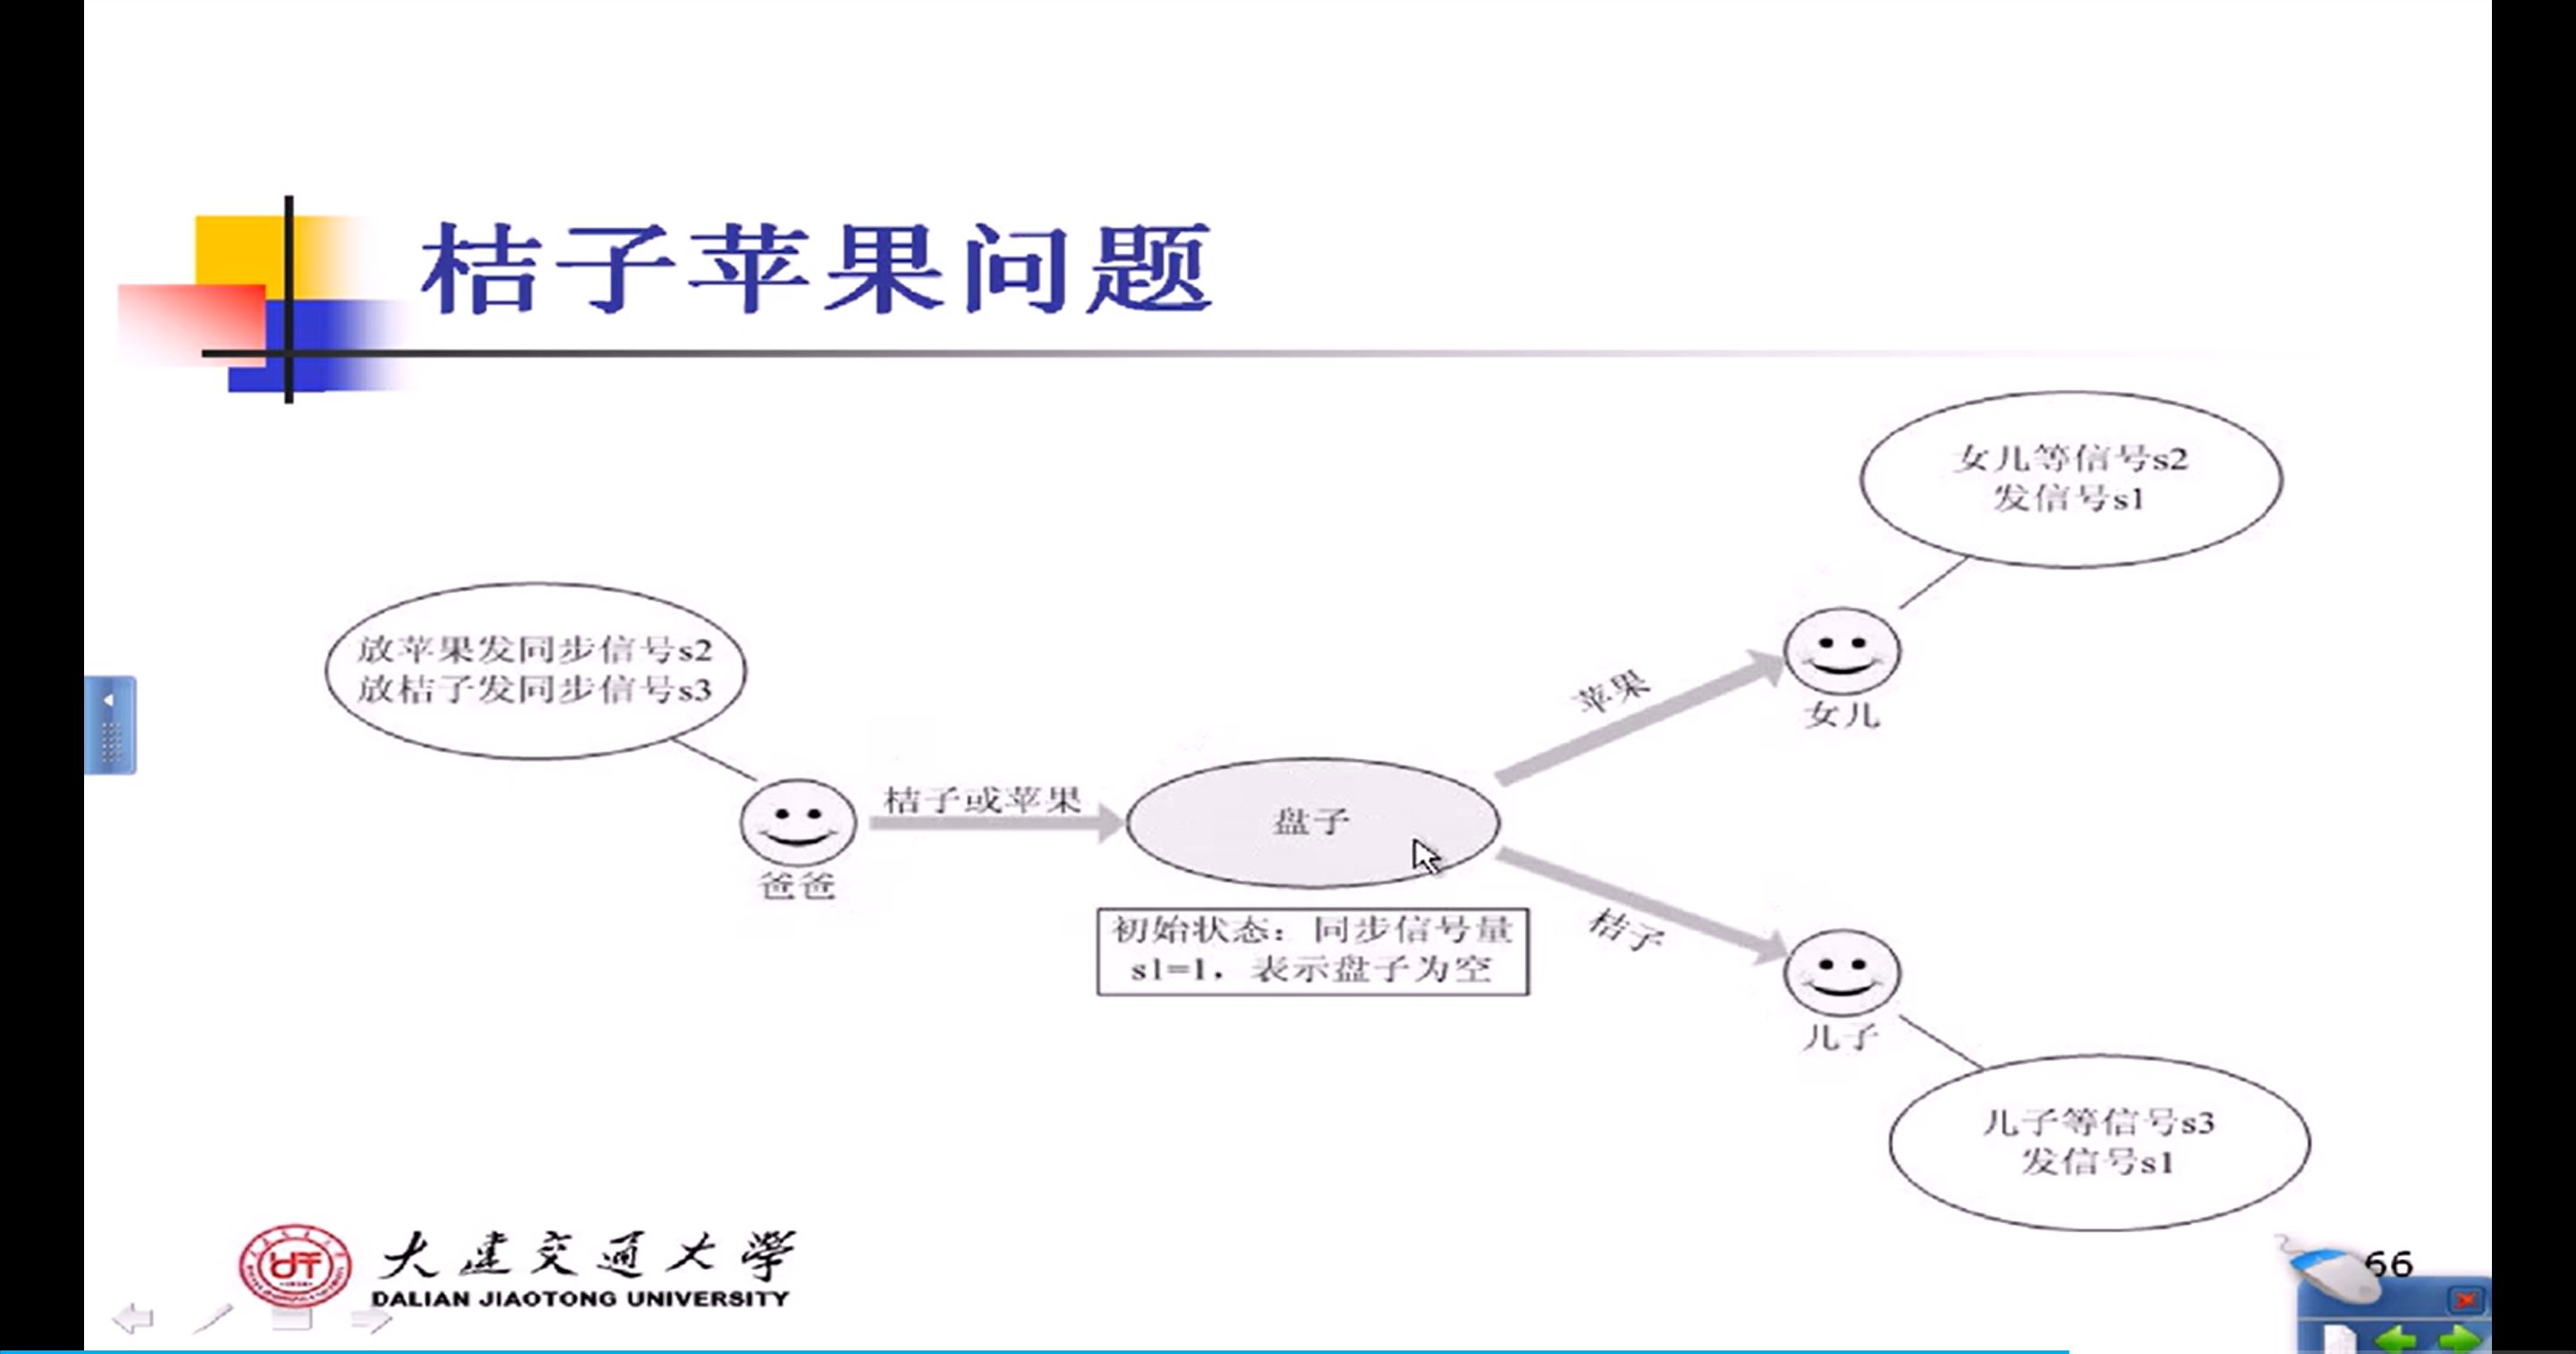 桔子苹果问题
女儿等信号s2
发信号s1
放苹果发同步信号s2
放桔子发同步信号s3
苹果
女儿
桔子或苹果
盘子
爸爸
初始状态：同步信号量
s1=1，表示盘子为空
桔子
儿子
儿子等信号s3
发信号s1
大连交通大学
DALIAN JIAOTONG UNIVERSITY
66